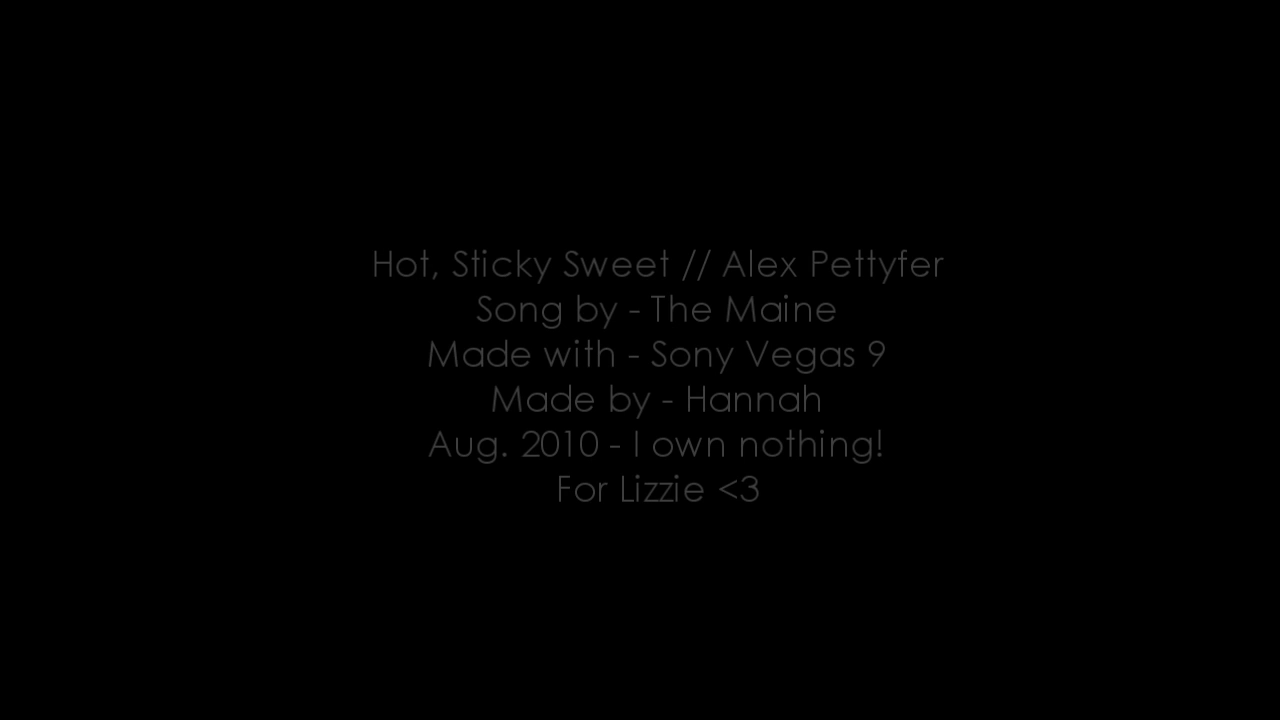 Hot, Sticky Sweet // Alex Pettyfer
Song by - The Maine
Made with - Sony Vegas 9
Made by - Hannah
Aug. 2010 - I own nothing!
For Lizzie <3